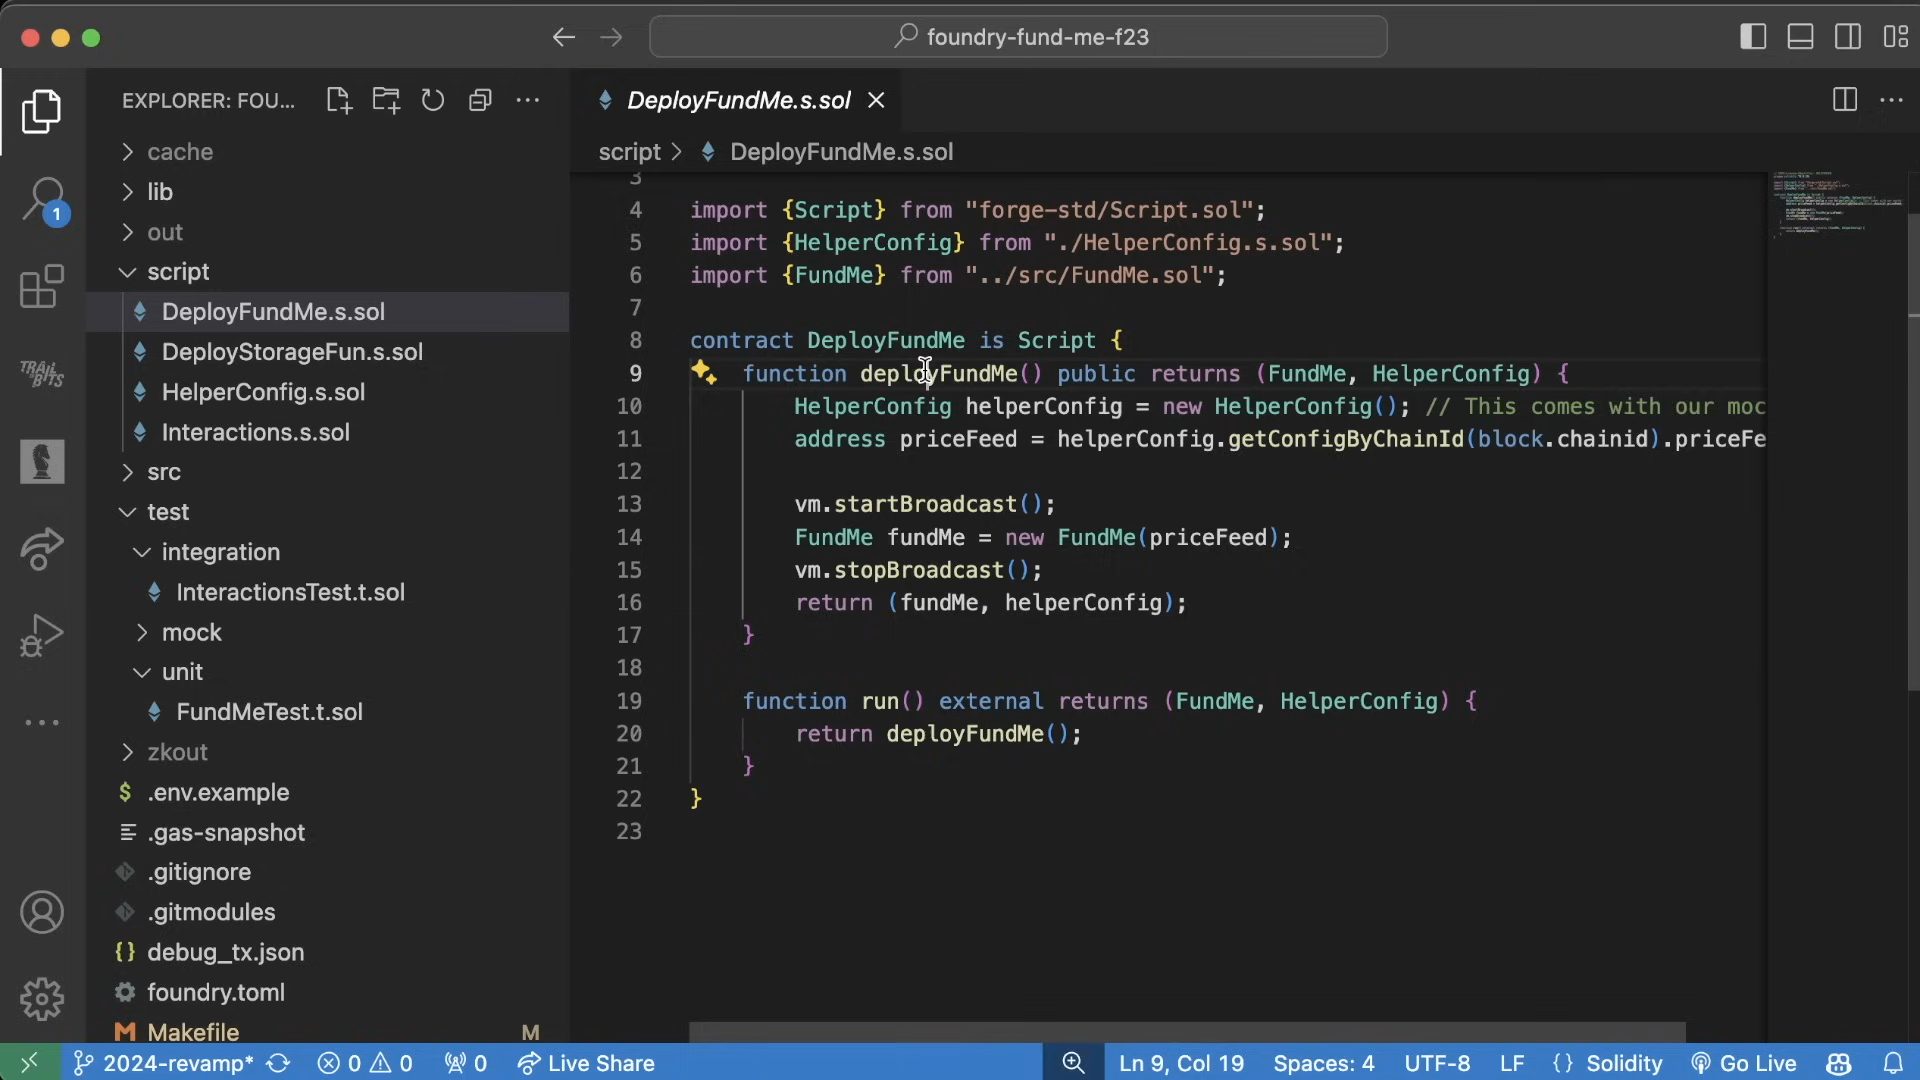 foundry-fund-me-f23
EXPLORER: FOU...
DeployFundMe.s.sol
cache
script > DeployFundMe.s.sol
lib
1
out
script
DeployFundMe.s.sol
DeployStorageFun.s.sol
HelperConfig.s.sol
Interactions.s.sol
src
test
integration
InteractionsTest.t.sol
mock
unit
FundMeTest.t.sol
zkout
$ .env.example
.gas-snapshot
.gitignore
.gitmodules
{} debug_tx.json
foundry.toml
M Makefile M
TRAIL OF BITS
3
4 import {Script} from "forge-std/Script.sol";
5 import {HelperConfig} from "./HelperConfig.s.sol";
6 import {FundMe} from "../src/FundMe.sol";
7
8 contract DeployFundMe is Script {
9 function deployFundMe() public returns (FundMe, HelperConfig) {
10 HelperConfig helperConfig = new HelperConfig(); // This comes with our moc
11 address priceFeed = helperConfig.getConfigByChainId(block.chainid).priceFe
12
13 vm.startBroadcast();
14 FundMe fundMe = new FundMe(priceFeed);
15 vm.stopBroadcast();
16 return (fundMe, helperConfig);
17 }
18
19 function run() external returns (FundMe, HelperConfig) {
20 return deployFundMe();
21 }
22 }
23
2024-revamp* 0 0 0 Live Share Ln 9, Col 19 Spaces: 4 UTF-8 LF {} Solidity Go Live